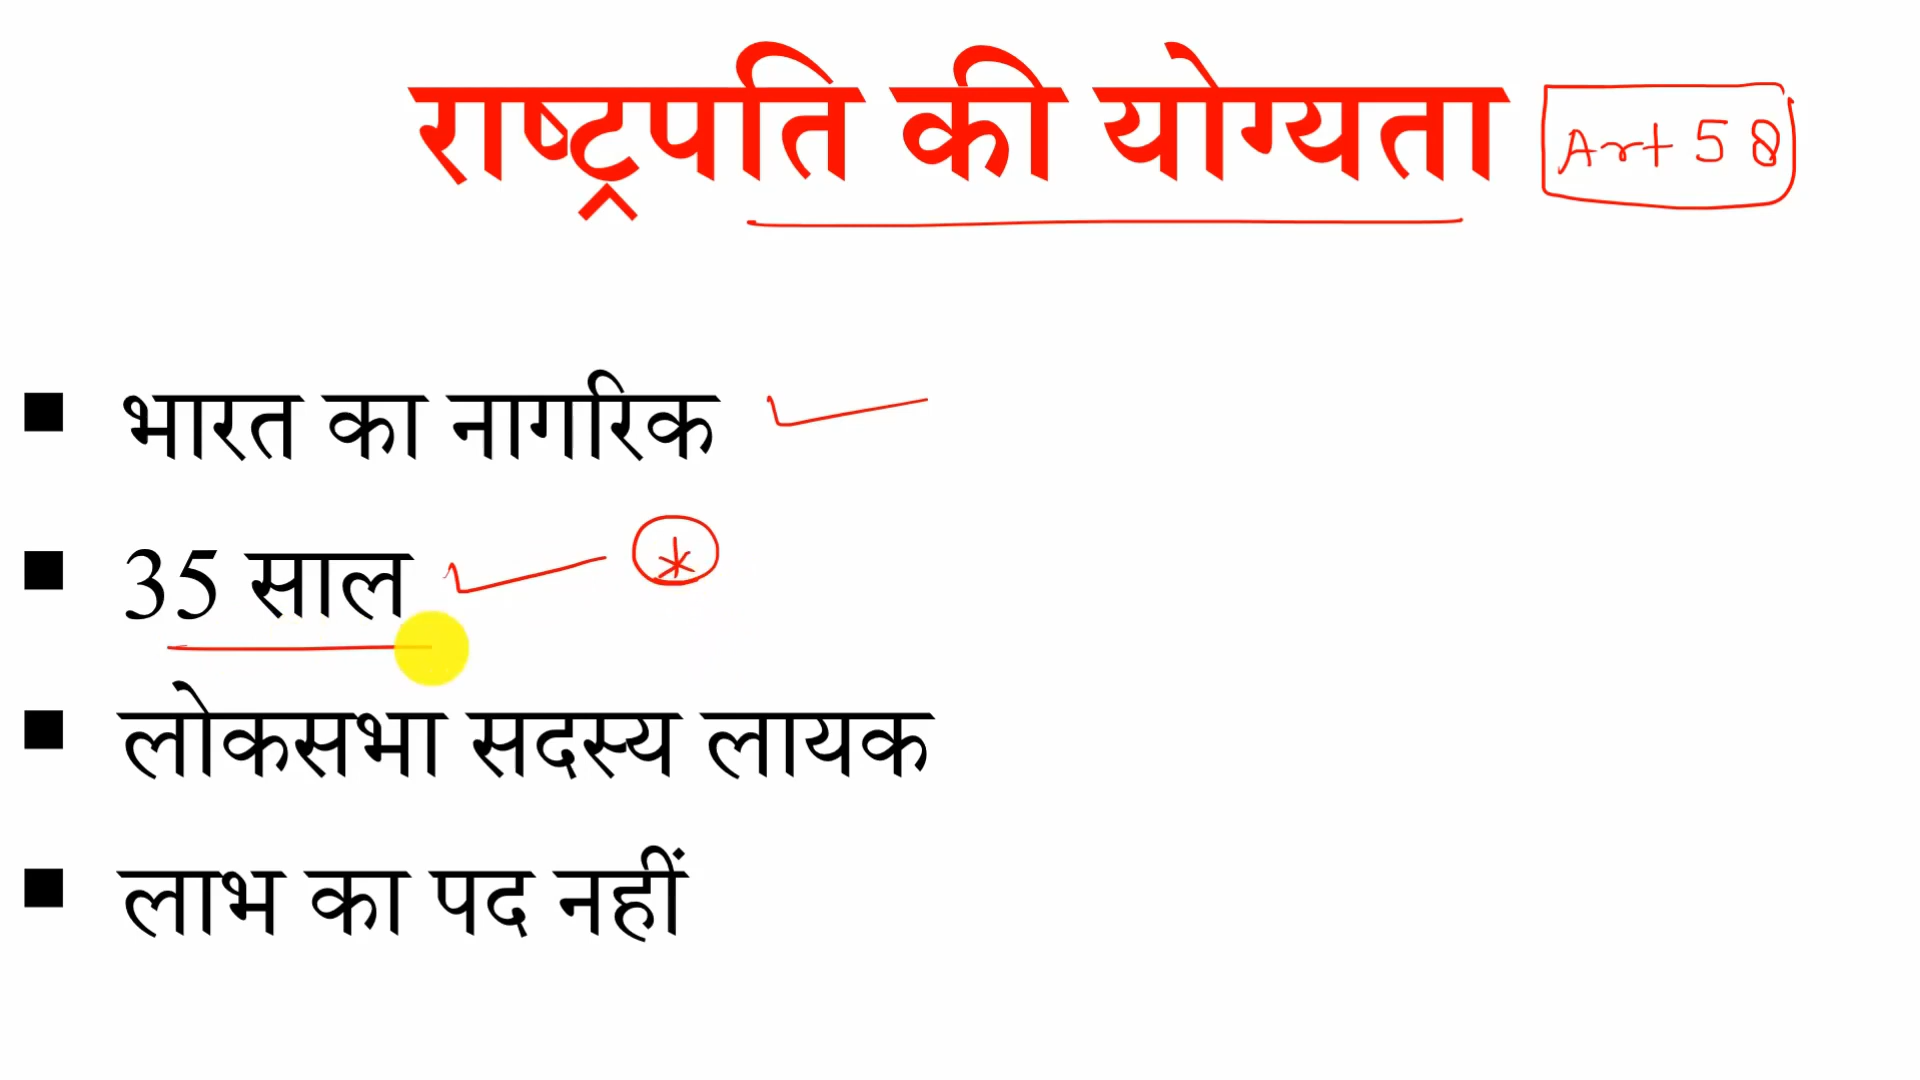 राष्ट्रपति की योग्यता Art 58
भारत का नागरिक
35 साल *
लोकसभा सदस्य लायक
लाभ का पद नहीं